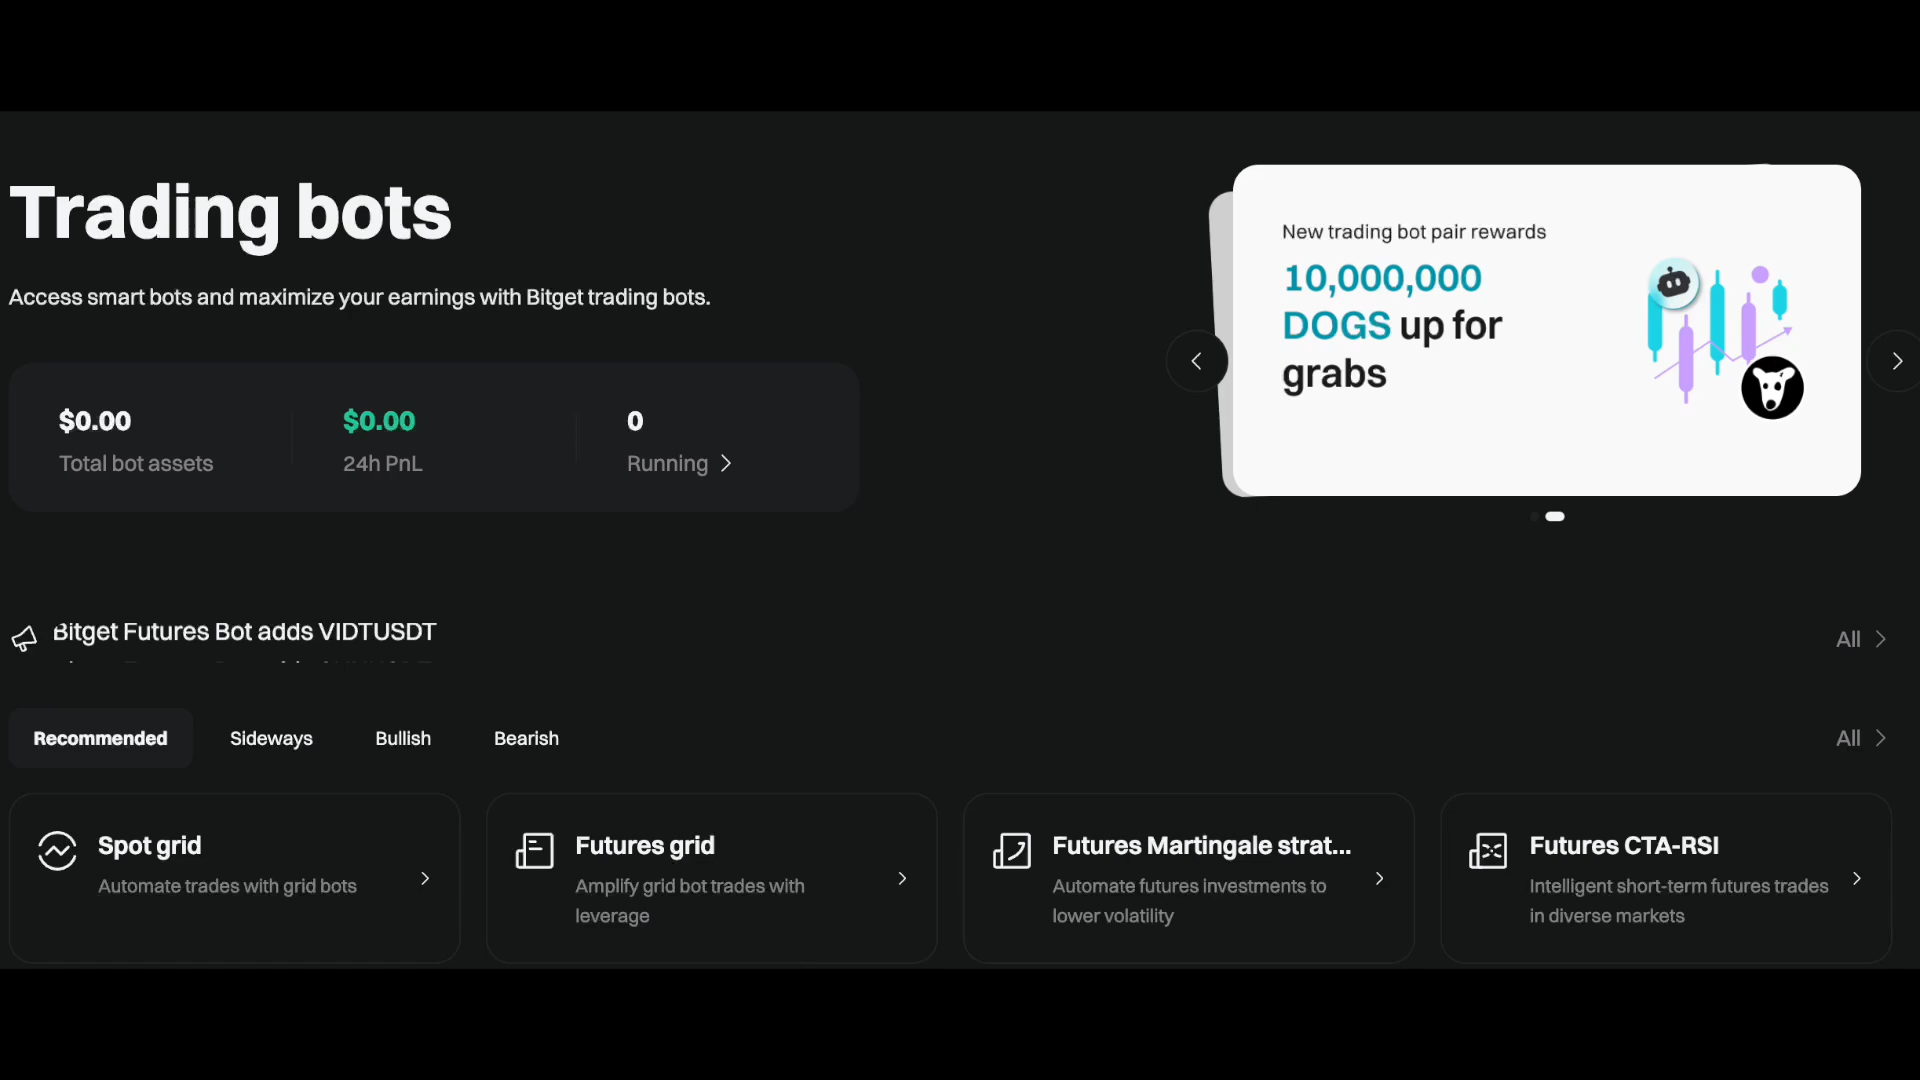 Trading bots
Access smart bots and maximize your earnings with Bitget trading bots.
$0.00
Total bot assets
$0.00
24h PnL
0
Running
New trading bot pair rewards
10,000,000
DOGS up for
grabs
Bitget Futures Bot adds VIDTUSDT
All
Recommended
Sideways
Bullish
Bearish
All
Spot grid
Automate trades with grid bots
Futures grid
Amplify grid bot trades with
leverage
Futures Martingale strat...
Automate futures investments to
lower volatility
Futures CTA-RSI
Intelligent short-term futures trades
in diverse markets